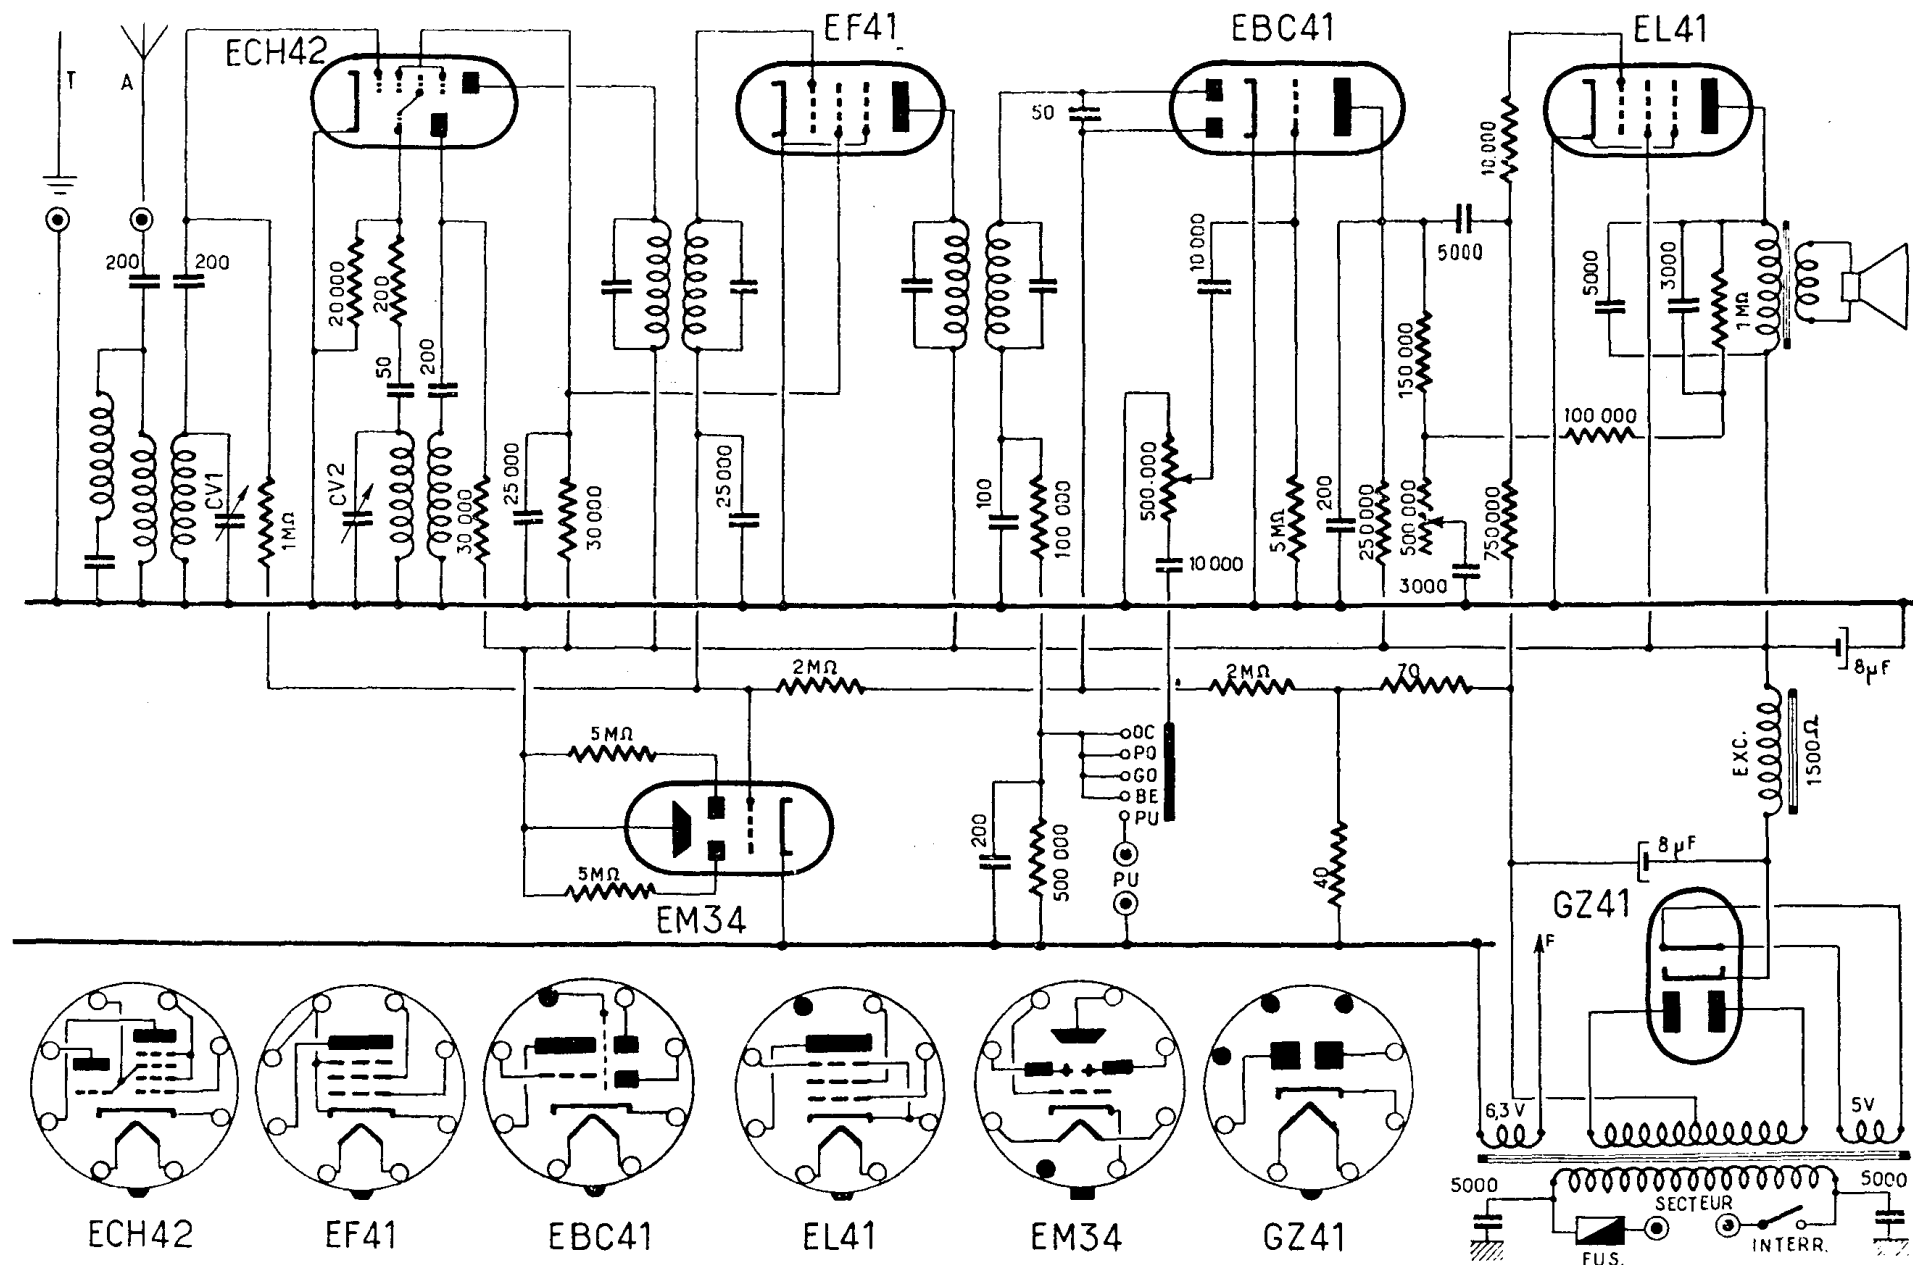 ECH42
EF41
EBC41
EL41
T
A
50
10.000
200
200
20 000
200
10 000
5000
5000
3000
1MΩ
50
200
150 000
100 000
CV1
1MΩ
CV2
30 000
25 000
30 000
25 000
100
100 000
500.000
10 000
5MΩ
200
250 000
500 000
3000
750 000
8µF
2MΩ
2MΩ
70
5MΩ
5MΩ
EM34
OC
PO
GO
BE
PU
PU
200
500 000
40
EXC.
1500Ω
8µF
GZ41
F
6,3 V
5V
5000
5000
SECTEUR
FUS.
INTERR.
ECH42
EF41
EBC41
EL41
EM34
GZ41